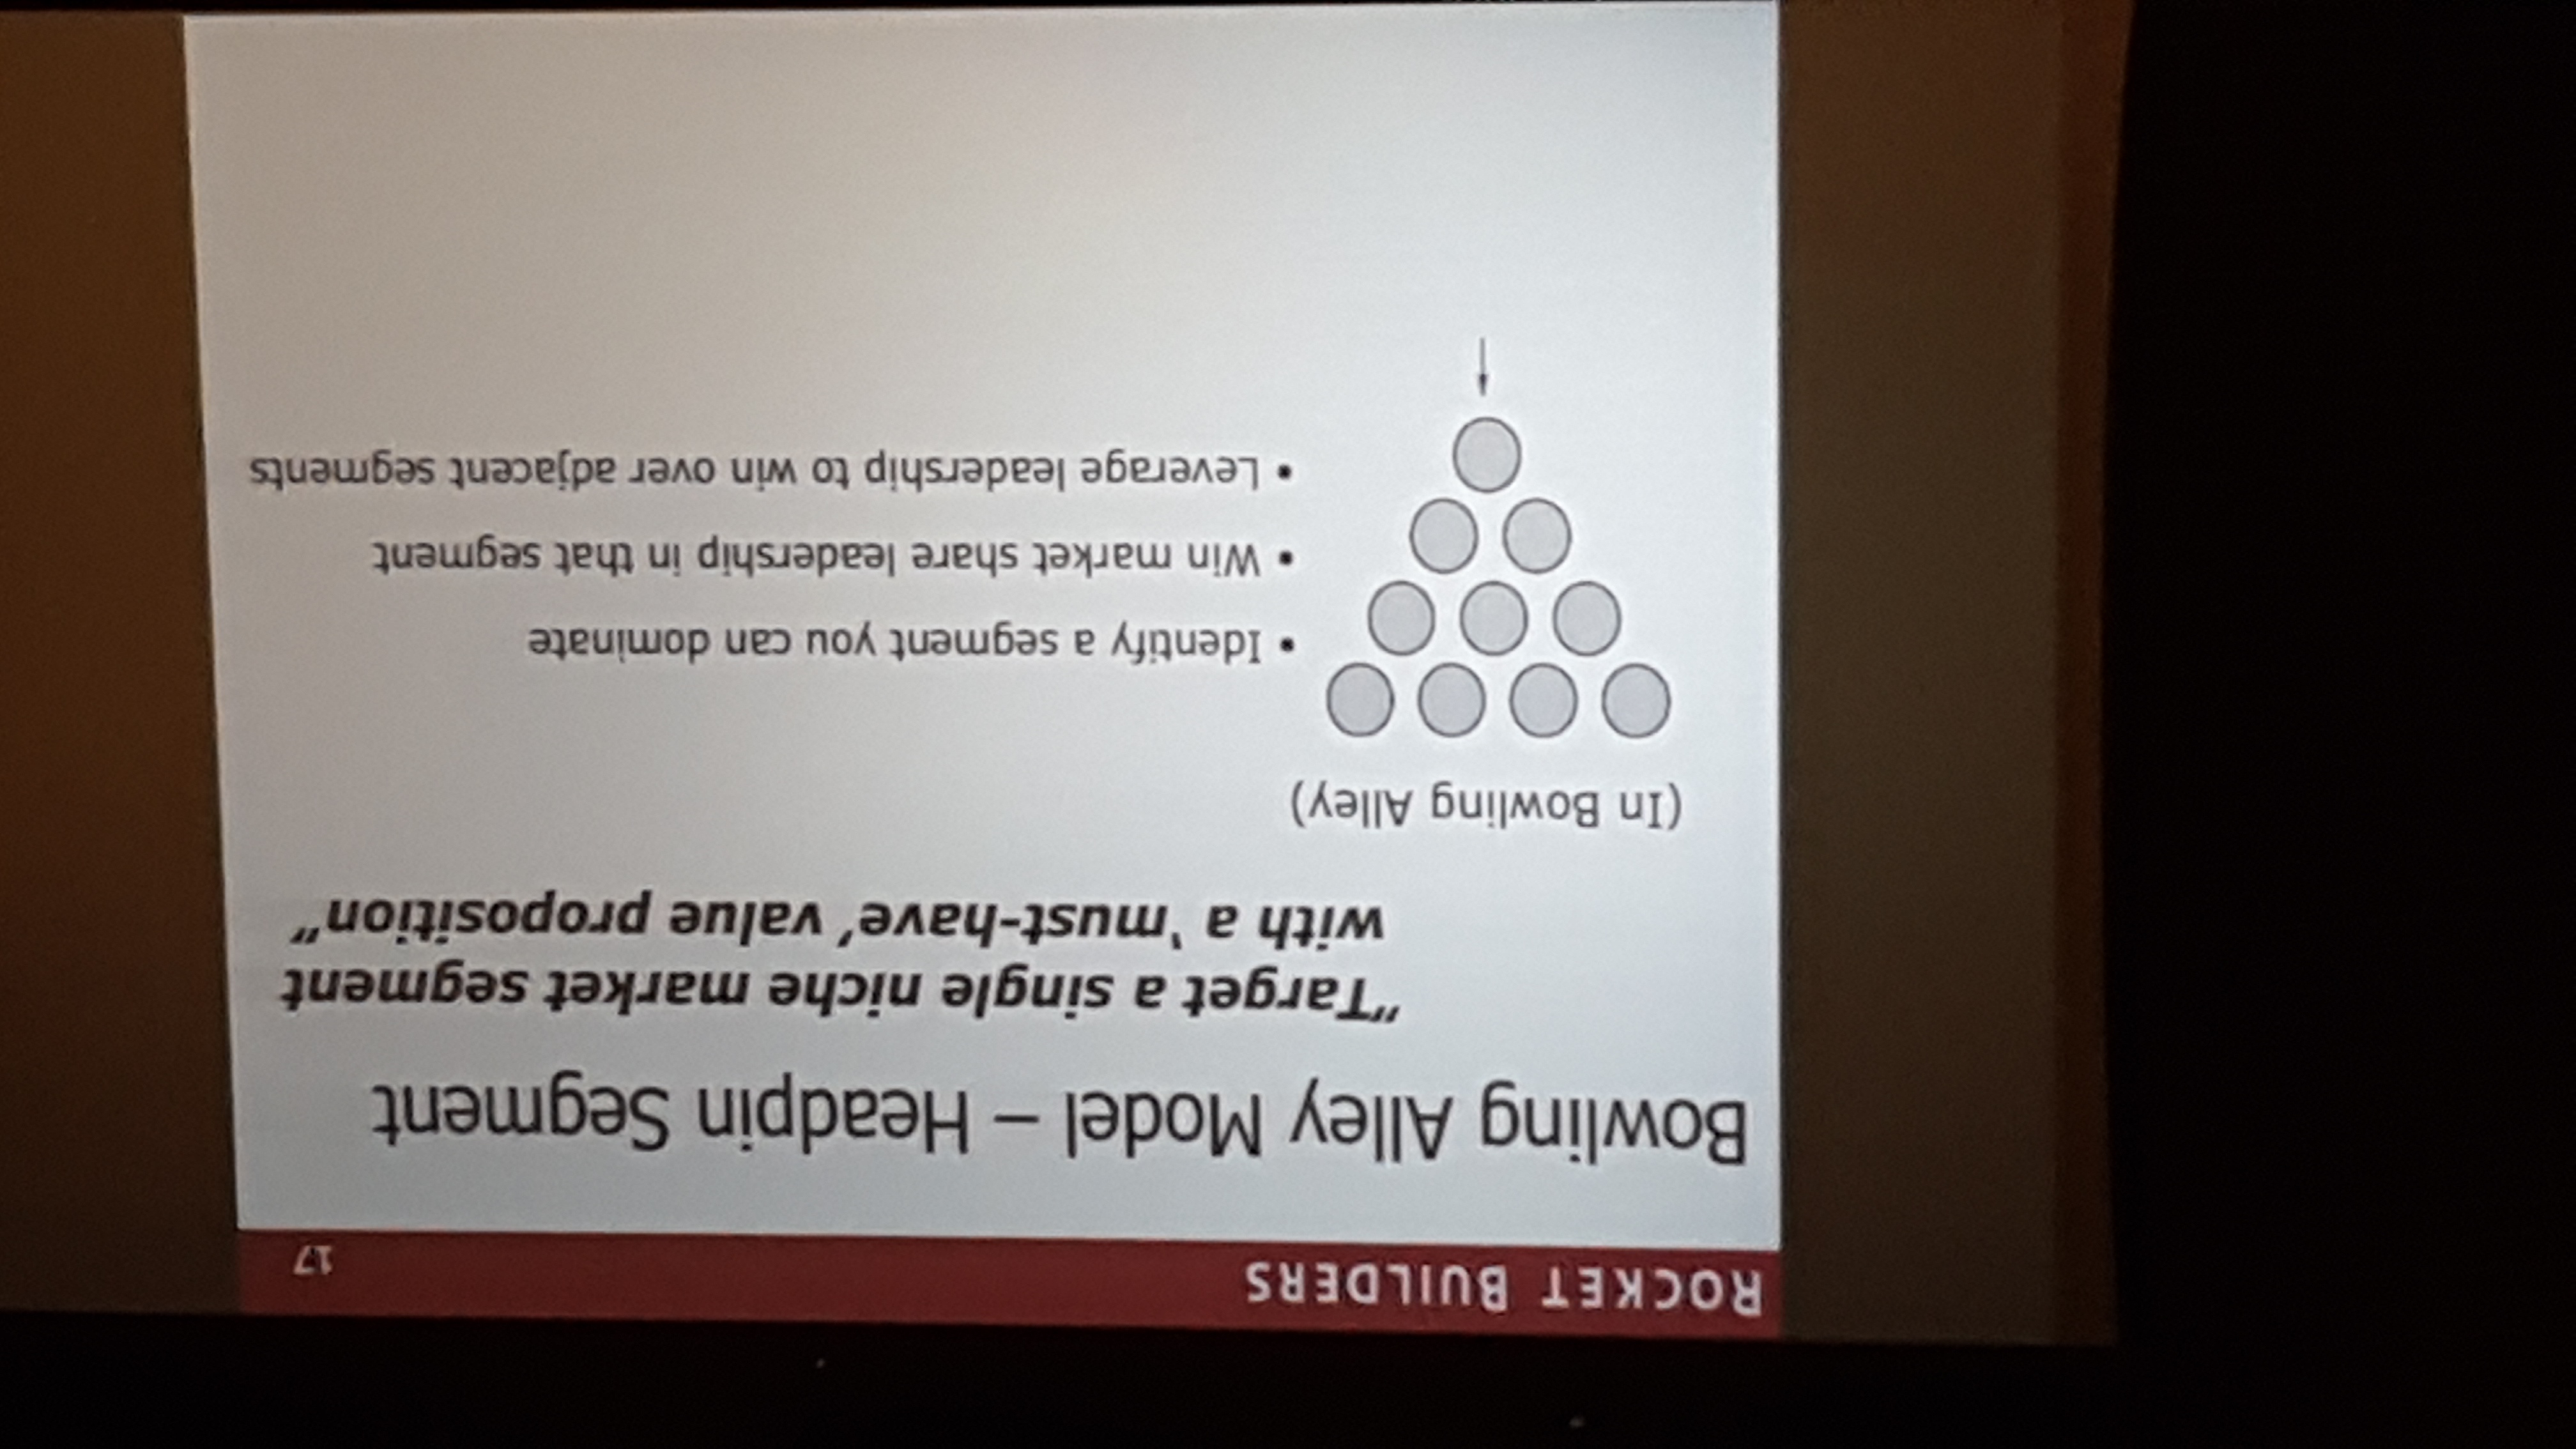 ROCKET BUILDERS
17
Bowling Alley Model – Headpin Segment
"Target a single niche market segment
with a 'must-have' value proposition"
(In Bowling Alley)
• Identify a segment you can dominate
• Win market share leadership in that segment
• Leverage leadership to win over adjacent segments